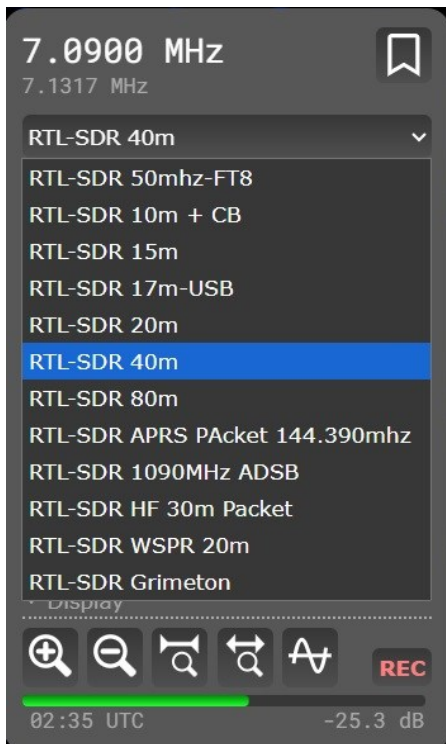 7.0900 MHz
7.1317 MHz
RTL-SDR 40m
RTL-SDR 50mhz-FT8
RTL-SDR 10m + CB
RTL-SDR 15m
RTL-SDR 17m-USB
RTL-SDR 20m
RTL-SDR 40m
RTL-SDR 80m
RTL-SDR APRS PAcket 144.390mhz
RTL-SDR 1090MHz ADSB
RTL-SDR HF 30m Packet
RTL-SDR WSPR 20m
RTL-SDR Grimeton
Display
REC
02:35 UTC -25.3 dB